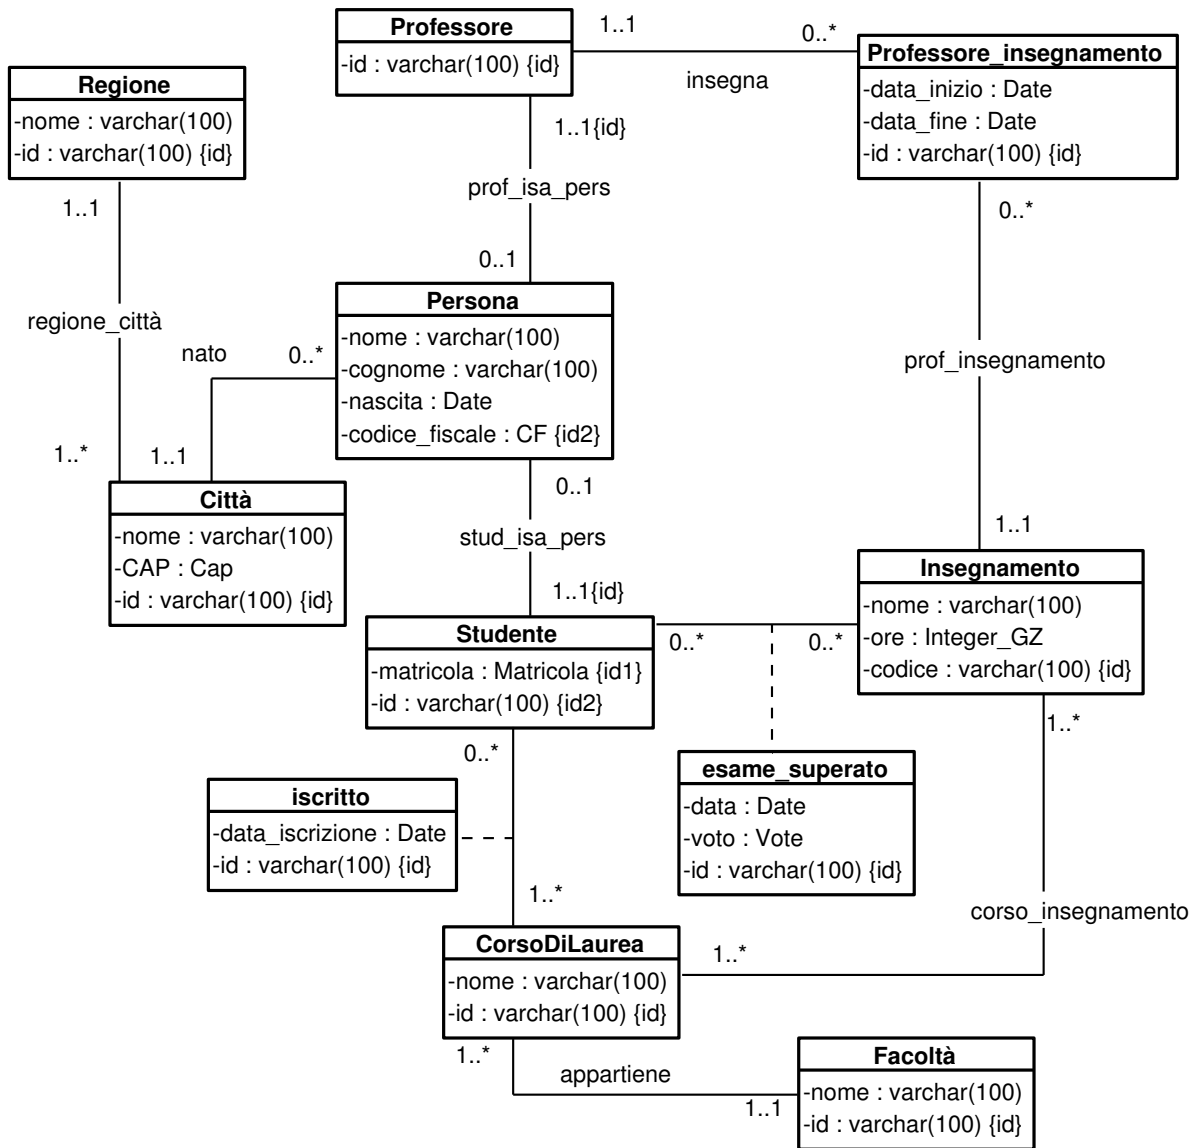 Professore
-id : varchar(100) {id}
1..1
0..*
insegna
Professore_insegnamento
-data_inizio : Date
-data_fine : Date
-id : varchar(100) {id}
Regione
-nome : varchar(100)
-id : varchar(100) {id}
1..1{id}
prof_isa_pers
0..1
1..1
regione_città
1..*
0..*
prof_insegnamento
1..1
Persona
-nome : varchar(100)
-cognome : varchar(100)
-nascita : Date
-codice_fiscale : CF {id2}
nato
0..*
1..1
Città
-nome : varchar(100)
-CAP : Cap
-id : varchar(100) {id}
0..1
stud_isa_pers
1..1{id}
Studente
-matricola : Matricola {id1}
-id : varchar(100) {id2}
0..*
0..*
Insegnamento
-nome : varchar(100)
-ore : Integer_GZ
-codice : varchar(100) {id}
esame_superato
-data : Date
-voto : Vote
-id : varchar(100) {id}
0..*
iscritto
-data_iscrizione : Date
-id : varchar(100) {id}
1..*
1..*
corso_insegnamento
1..*
CorsoDiLaurea
-nome : varchar(100)
-id : varchar(100) {id}
1..*
appartiene
1..1
Facoltà
-nome : varchar(100)
-id : varchar(100) {id}